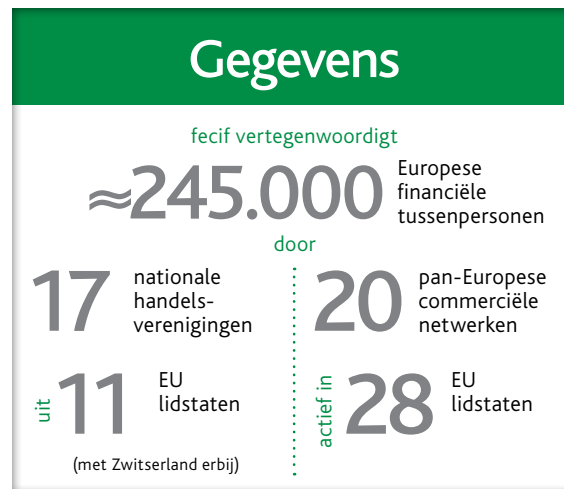 Gegevens
fecif vertegenwoordigt
≈245.000
Europese
financiële
tussenpersonen
door
17
nationale
handels-
verenigingen
uit
11
EU
lidstaten
(met Zwitserland erbij)
20
pan-Europese
commerciële
netwerken
actief in
28
EU
lidstaten